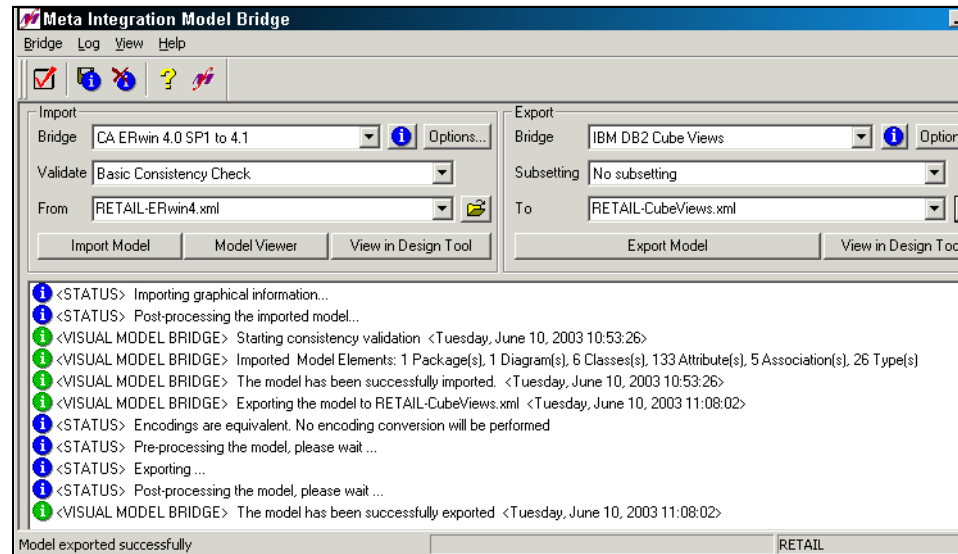 Meta Integration Model Bridge
Bridge Log View Help
Import
Bridge CA ERwin 4.0 SP1 to 4.1 Options...
Validate Basic Consistency Check
From RETAIL-ERwin4.xml
Import Model Model Viewer View in Design Tool
Export
Bridge IBM DB2 Cube Views Option
Subsetting No subsetting
To RETAIL-CubeViews.xml
Export Model View in Design Too
<STATUS> Importing graphical information...
<STATUS> Post-processing the imported model...
<VISUAL MODEL BRIDGE> Starting consistency validation <Tuesday, June 10, 2003 10:53:26>
<VISUAL MODEL BRIDGE> Imported Model Elements: 1 Package(s), 1 Diagram(s), 6 Classes(s), 133 Attribute(s), 5 Association(s), 26 Type(s)
<VISUAL MODEL BRIDGE> The model has been successfully imported. <Tuesday, June 10, 2003 10:53:26>
<VISUAL MODEL BRIDGE> Exporting the model to RETAIL-CubeViews.xml <Tuesday, June 10, 2003 11:08:02>
<STATUS> Encodings are equivalent. No encoding conversion will be performed
<STATUS> Pre-processing the model, please wait ...
<STATUS> Exporting ...
<STATUS> Post-processing the model, please wait ...
<VISUAL MODEL BRIDGE> The model has been successfully exported <Tuesday, June 10, 2003 11:08:02>
Model exported successfully RETAIL